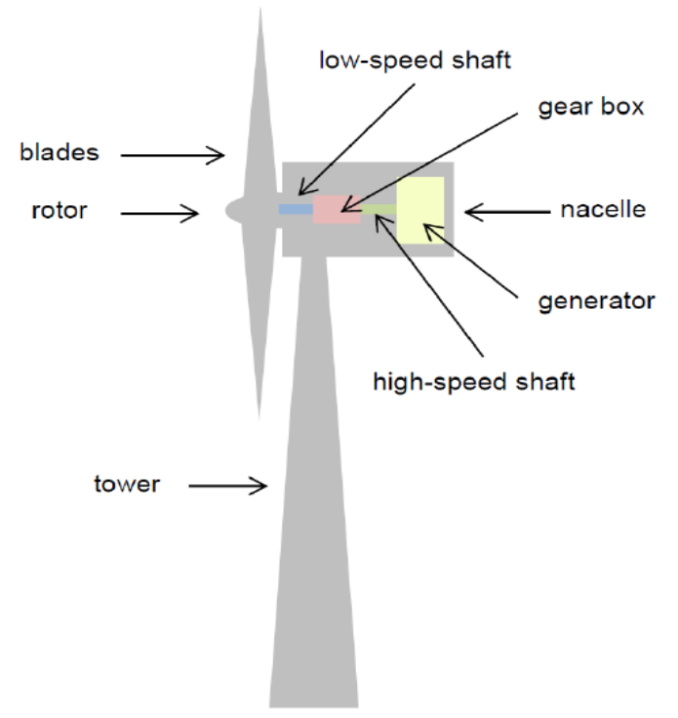 low-speed shaft
gear box
blades
rotor
nacelle
generator
high-speed shaft
tower